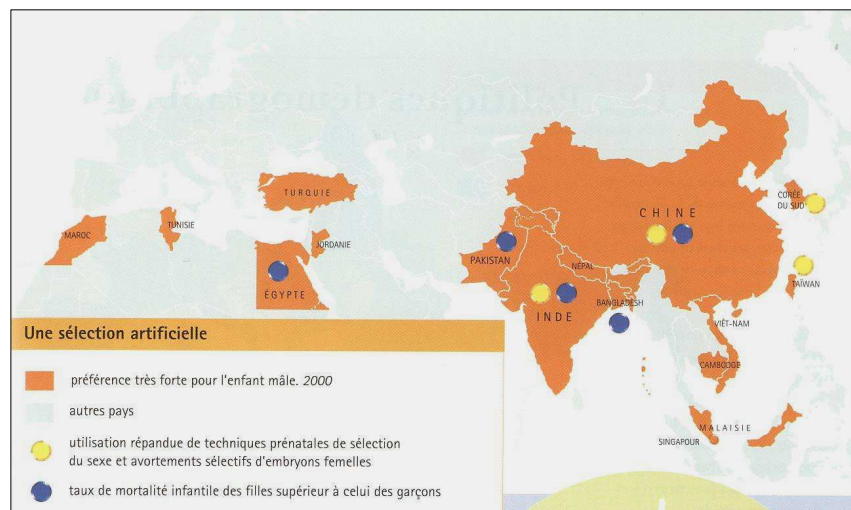 TURQUIE
MAROC
TUNISIE
JORDANIE
ÉGYPTE
PAKISTAN
NÉPAL
INDE
BANGLADESH
CHINE
CORÉE
DU SUD
TAÏWAN
VIÊT-NAM
CAMBODGE
MALAISIE
SINGAPOUR
Une sélection artificielle
préférence très forte pour l'enfant mâle. 2000
autres pays
utilisation répandue de techniques prénatales de sélection
du sexe et avortements sélectifs d'embryons femelles
taux de mortalité infantile des filles supérieur à celui des garçons